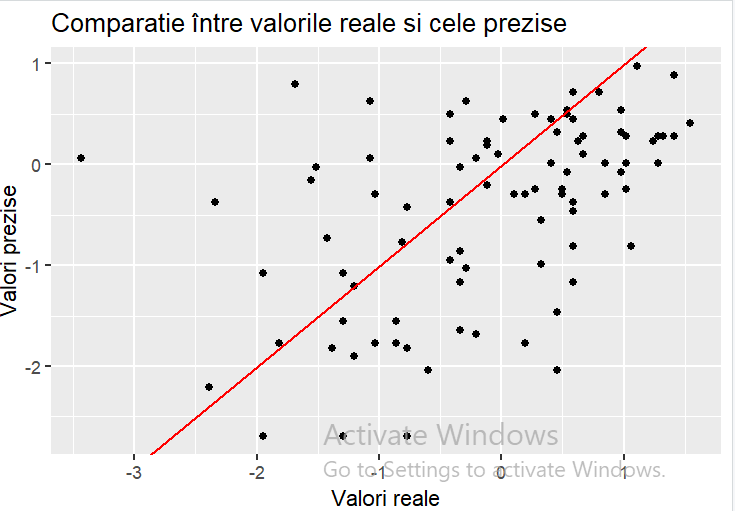 Comparatie între valorile reale si cele prezise
Valori prezise
1
0
-1
-2
-3
-2
-1
0
1
Valori reale
Activate Windows
Go to Settings to activate Windows.